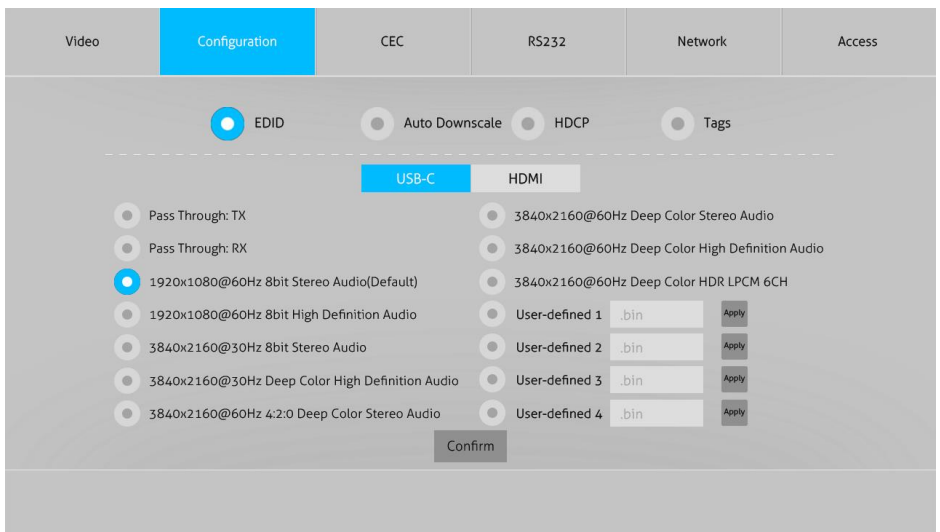 Video Configuration CEC RS232 Network Access
EDID Auto Downscale HDCP Tags
USB-C HDMI
Pass Through: TX
Pass Through: RX
1920x1080@60Hz 8bit Stereo Audio(Default)
1920x1080@60Hz 8bit High Definition Audio
3840x2160@30Hz 8bit Stereo Audio
3840x2160@30Hz Deep Color High Definition Audio
3840x2160@60Hz 4:2:0 Deep Color Stereo Audio
3840x2160@60Hz Deep Color Stereo Audio
3840x2160@60Hz Deep Color High Definition Audio
3840x2160@60Hz Deep Color HDR LPCM 6CH
User-defined 1 .bin Apply
User-defined 2 .bin Apply
User-defined 3 .bin Apply
User-defined 4 .bin Apply
Confirm